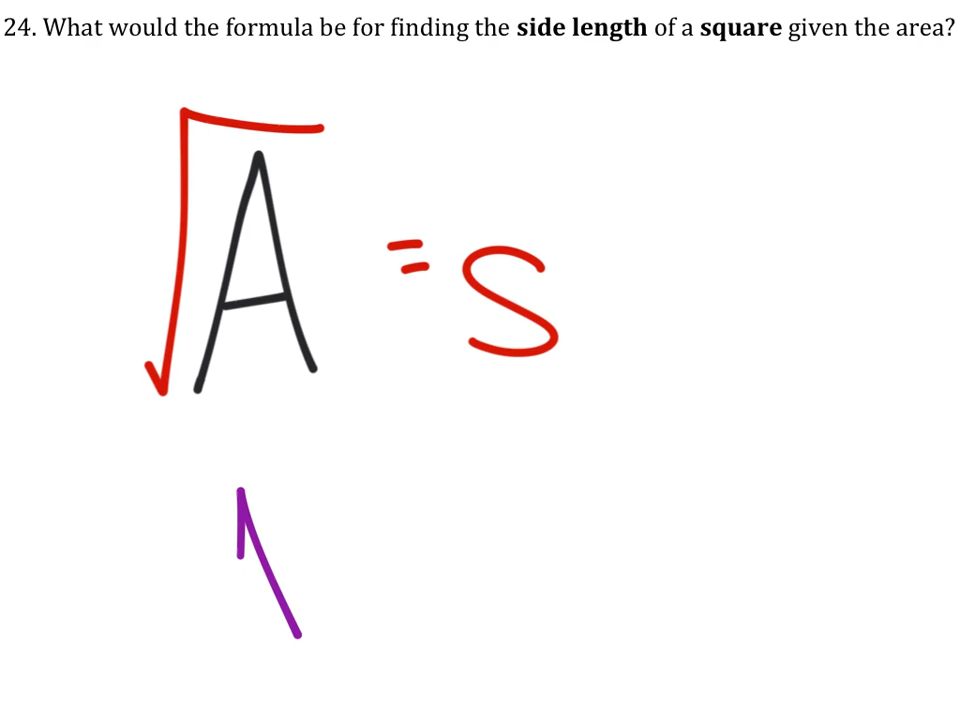 24. What would the formula be for finding the side length of a square given the area?
√A = s